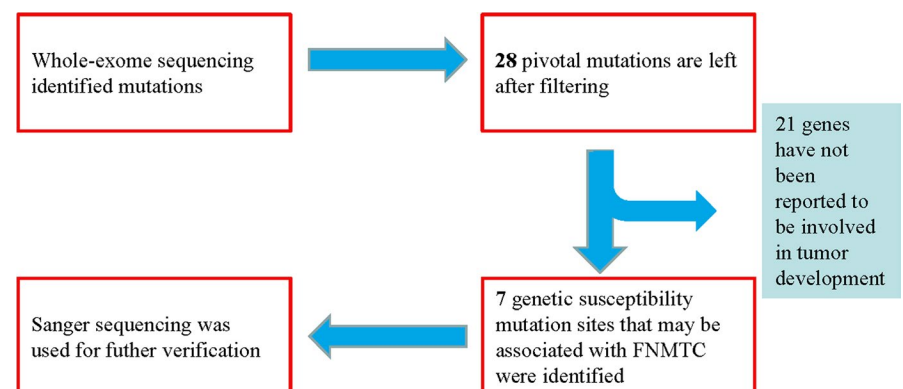 Whole-exome sequencing
identified mutations
28 pivotal mutations are left
after filtering
21 genes
have not
been
reported to
be involved
in tumor
development
7 genetic susceptibility
mutation sites that may be
associated with FNMTC
were identified
Sanger sequencing was
used for futher verification